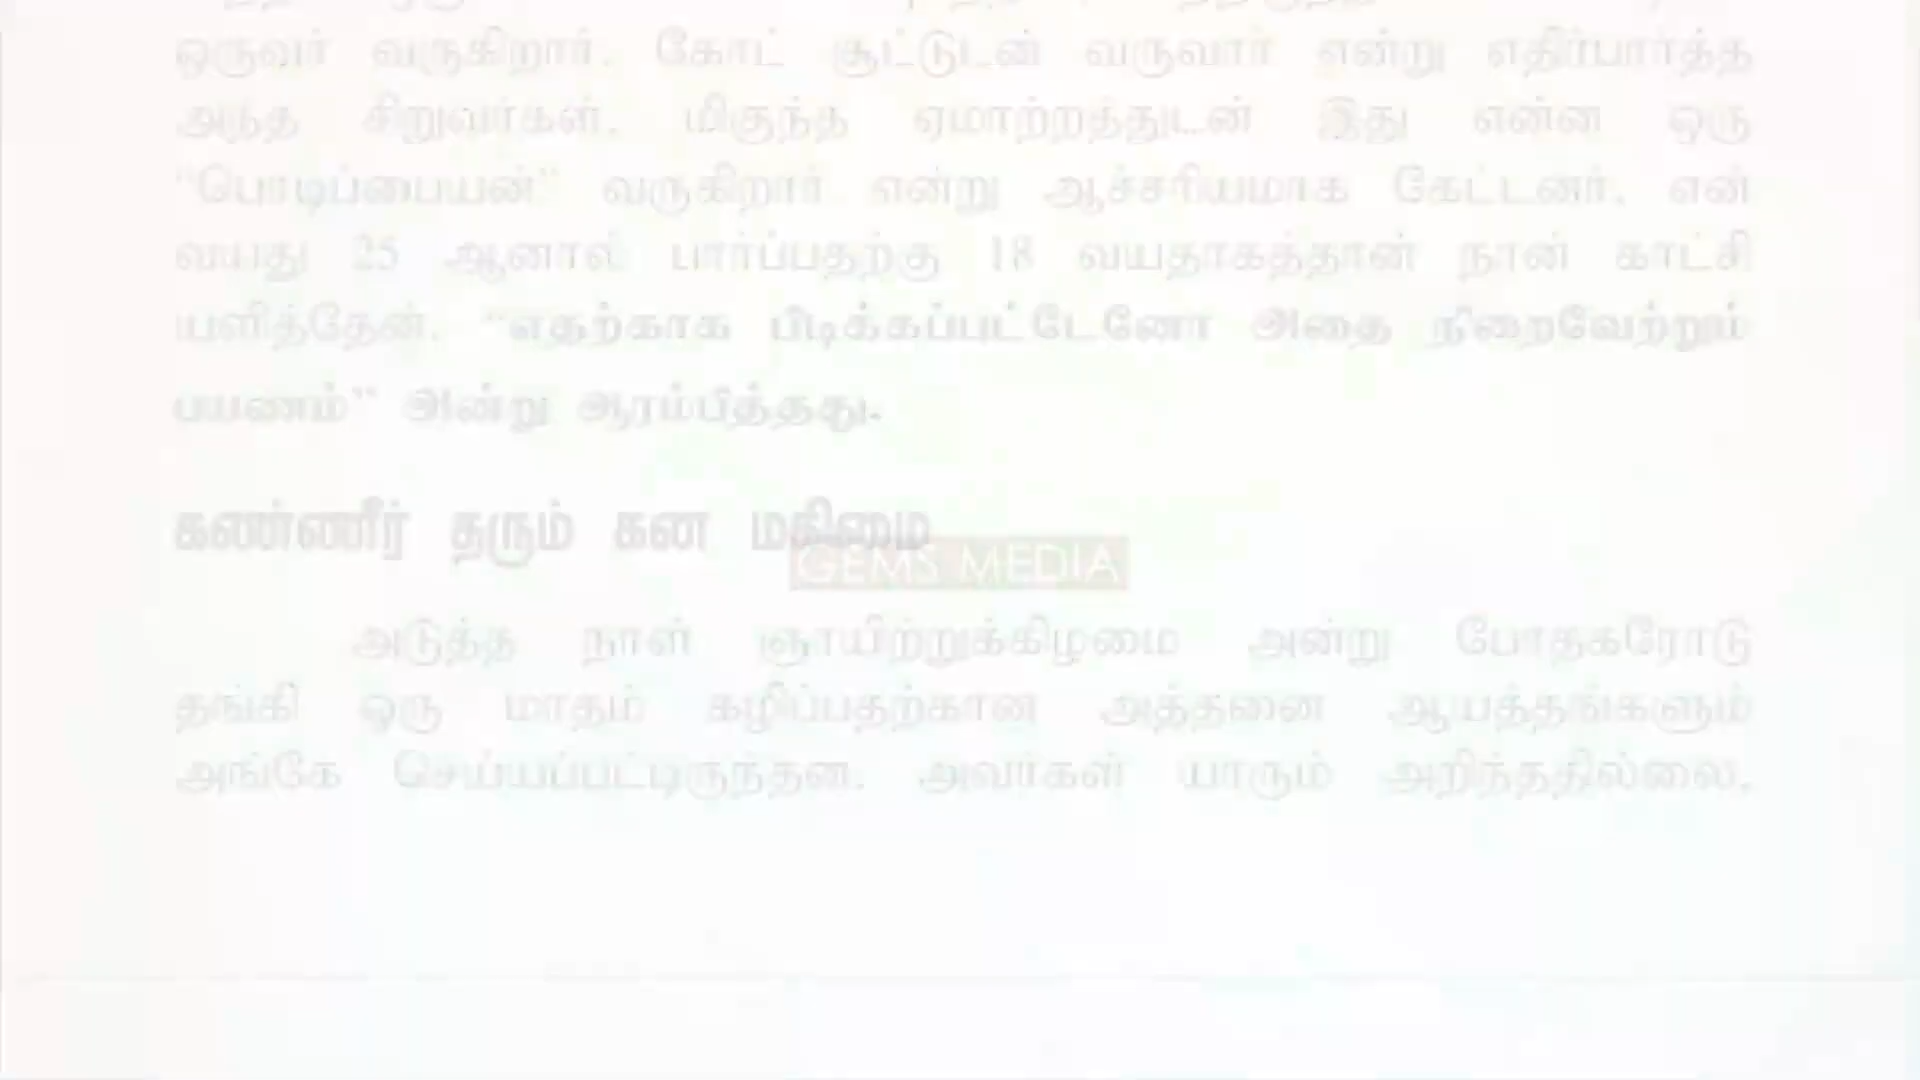 ஒருவர் வருகிறார். கோட் சூட்டுடன் வருவார் என்று எதிர்பார்த்த
அந்த சிறுவர்கள். மிகுந்த ஏமாற்றத்துடன் இது என்ன ஒரு
"பொடிப்பையன்" வருகிறார் என்று ஆச்சரியமாக கேட்டனர். என்
வயது 25 ஆனால் பார்ப்பதற்கு 18 வயதாகத்தான் நான் காட்சி
யளித்தேன். "எதற்காக பிடிக்கப்பட்டேனோ அதை நிறைவேற்றும்
பயணம்" அன்று ஆரம்பித்தது.
கண்ணீர் தரும் கன மகிமை
GEMS MEDIA
அடுத்த நாள் ஞாயிற்றுக்கிழமை அன்று போதகரோடு
தங்கி ஒரு மாதம் கழிப்பதற்கான அத்தனை ஆயத்தங்களும்
அங்கே செய்யப்பட்டிருந்தன. அவர்கள் யாரும் அறிந்ததில்லை,